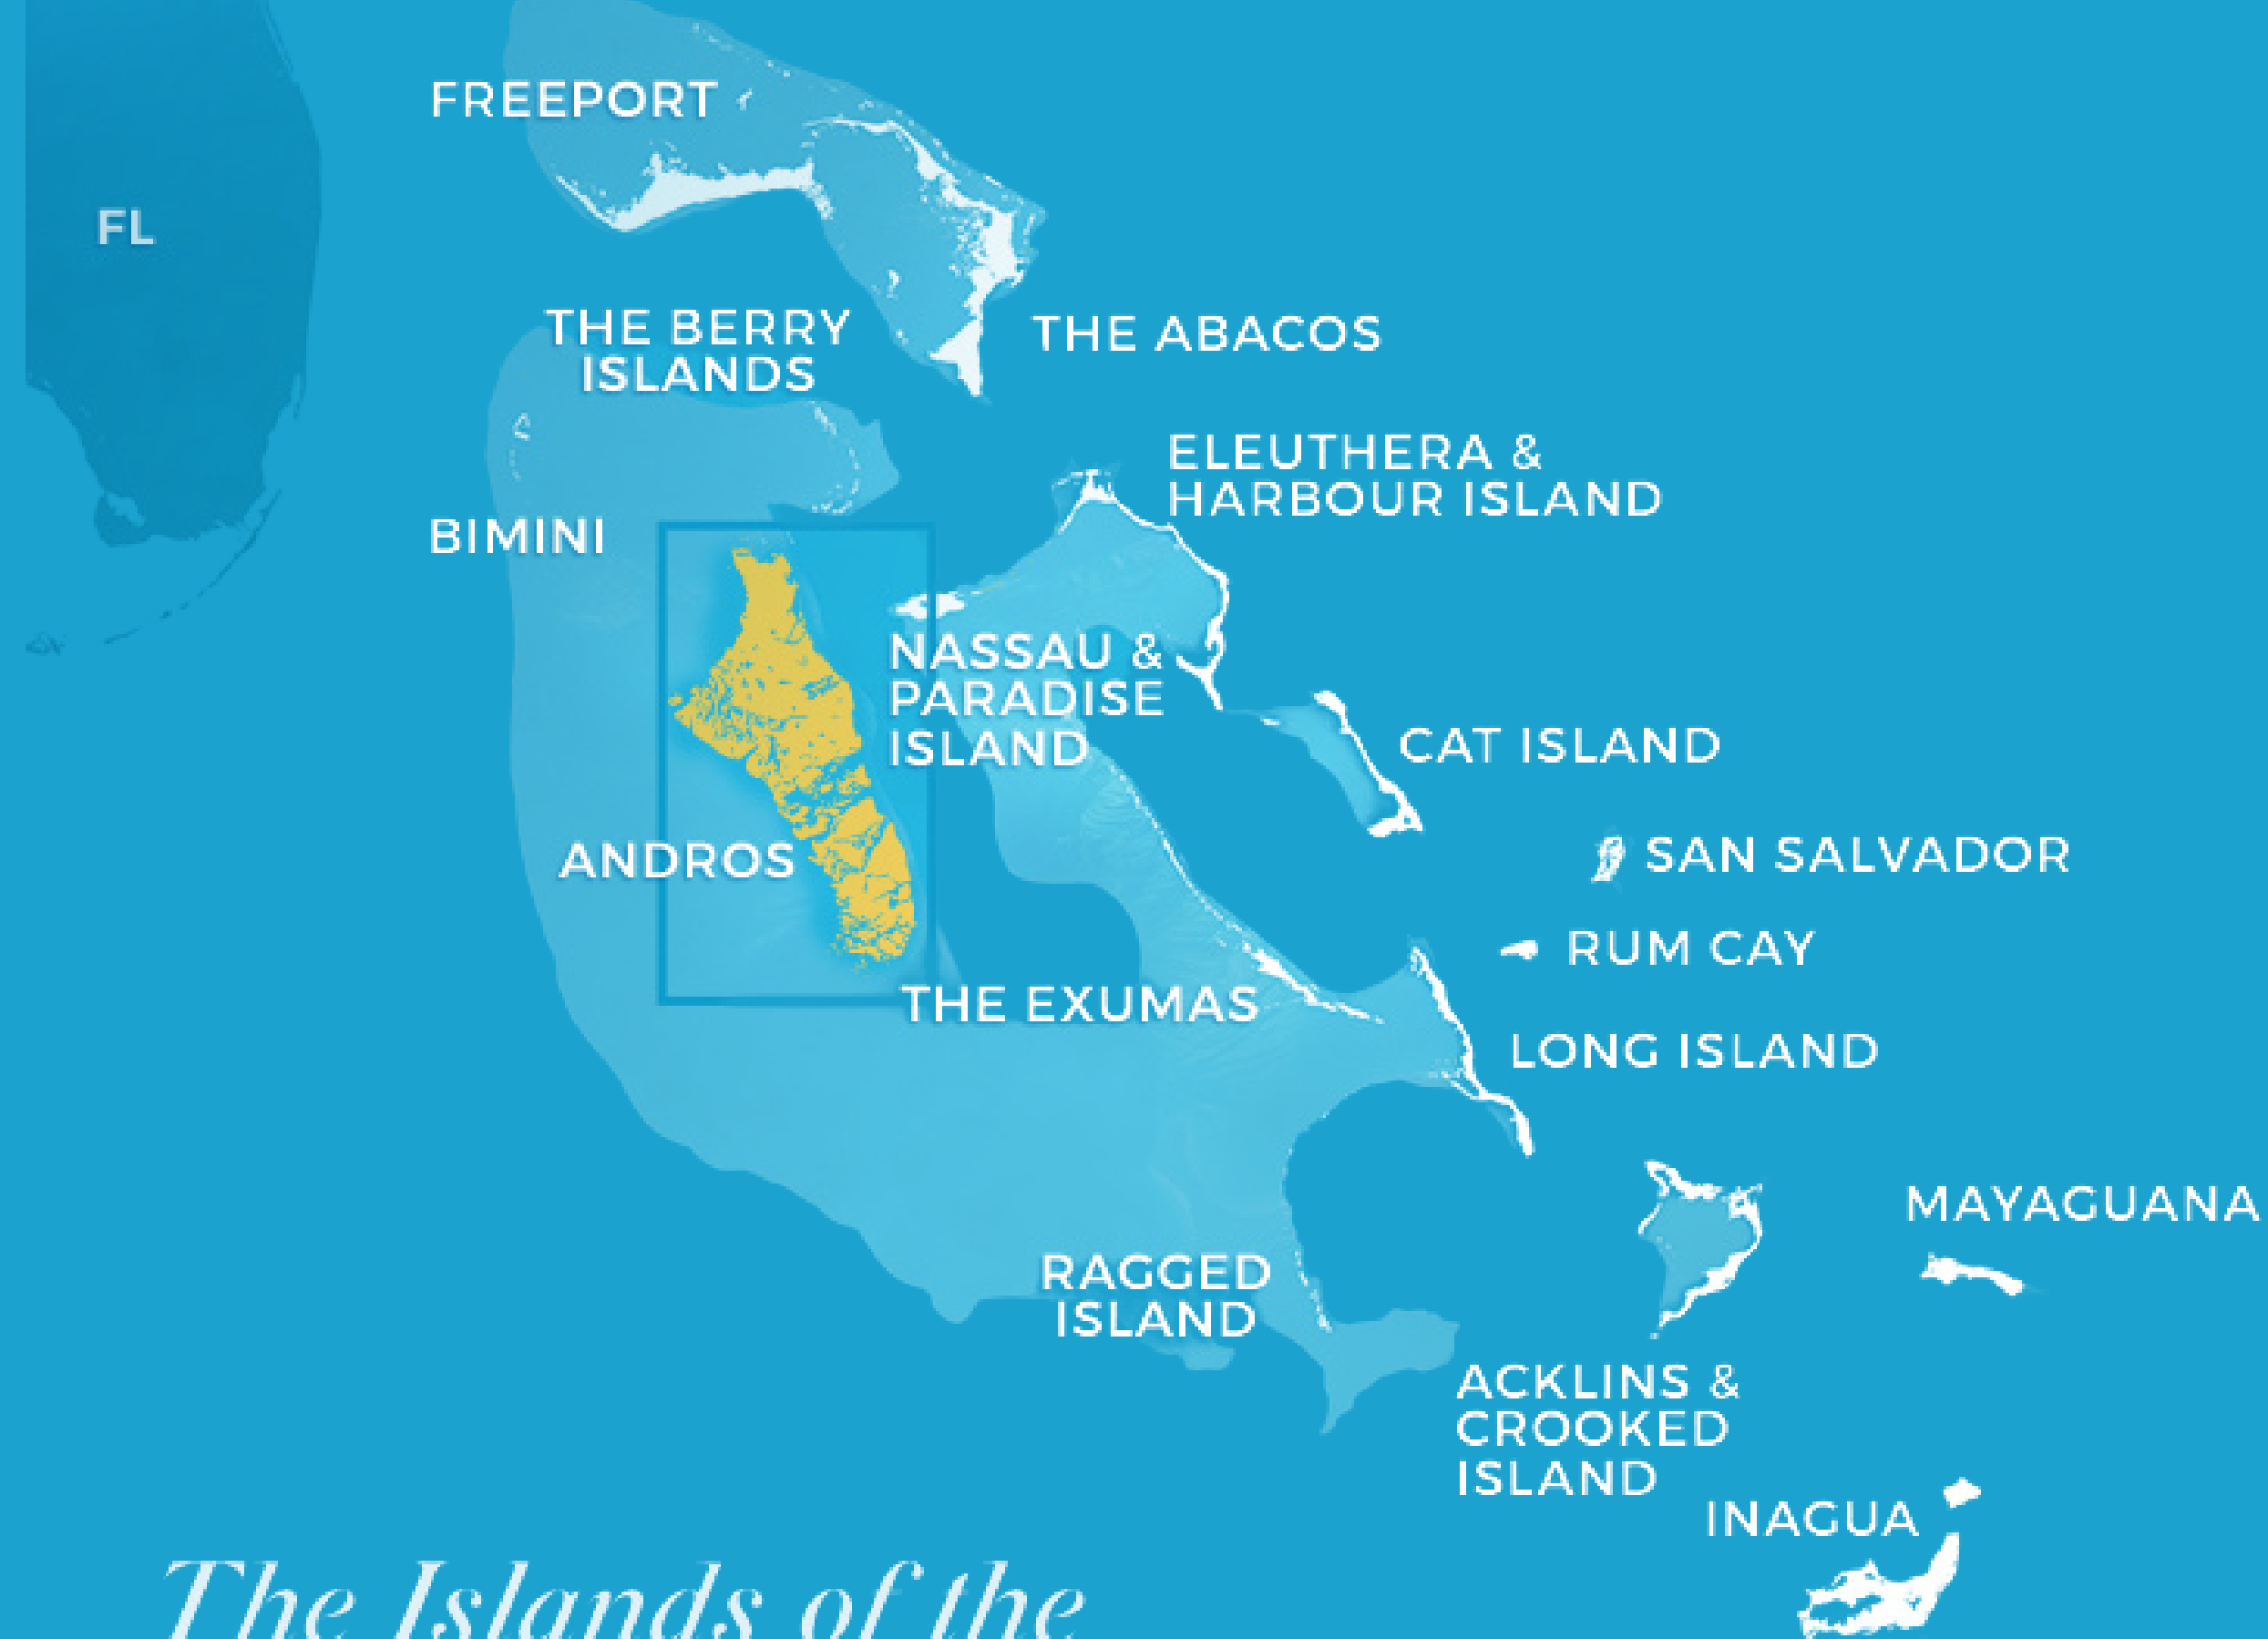 FREEPORT
FL
THE BERRY
ISLANDS
THE ABACOS
ELEUTHERA &
HARBOUR ISLAND
BIMINI
NASSAU &
PARADISE
ISLAND
CAT ISLAND
ANDROS
SAN SALVADOR
RUM CAY
THE EXUMAS
LONG ISLAND
MAYAGUANA
RAGGED
ISLAND
ACKLINS &
CROOKED
ISLAND
INAGUA
The Islands of the